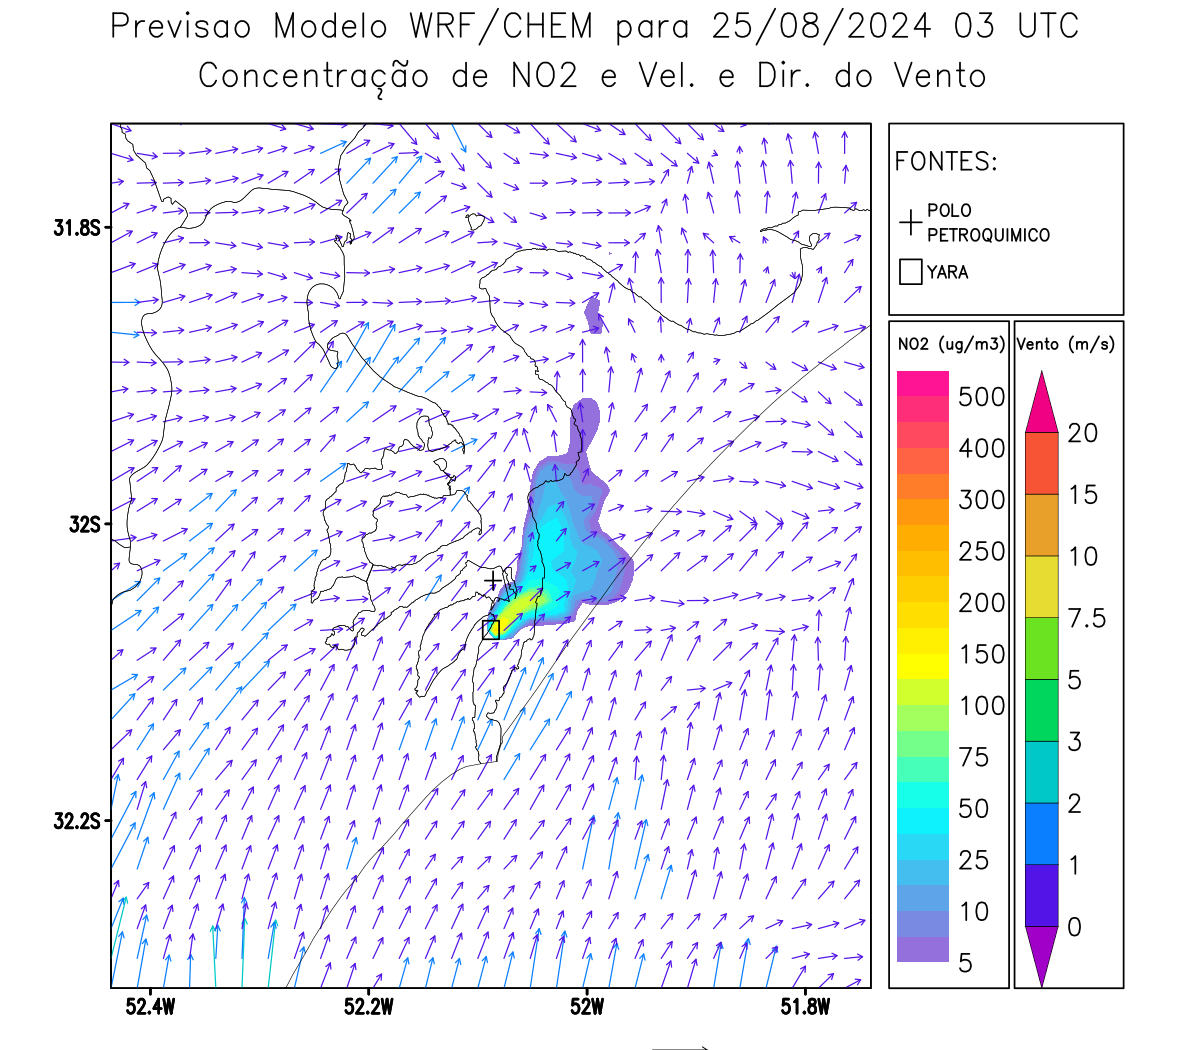 Previsao Modelo WRF/CHEM para 25/08/2024 03 UTC
Concentração de NO2 e Vel. e Dir. do Vento
FONTES:
POLO
PETROQUIMICO
YARA
31.8S
32S
32.2S
52.4W
52.2W
52W
51.8W
NO2 (ug/m3)
500
400
300
250
200
150
100
75
50
25
10
5
Vento (m/s)
20
15
10
7.5
5
3
2
1
0